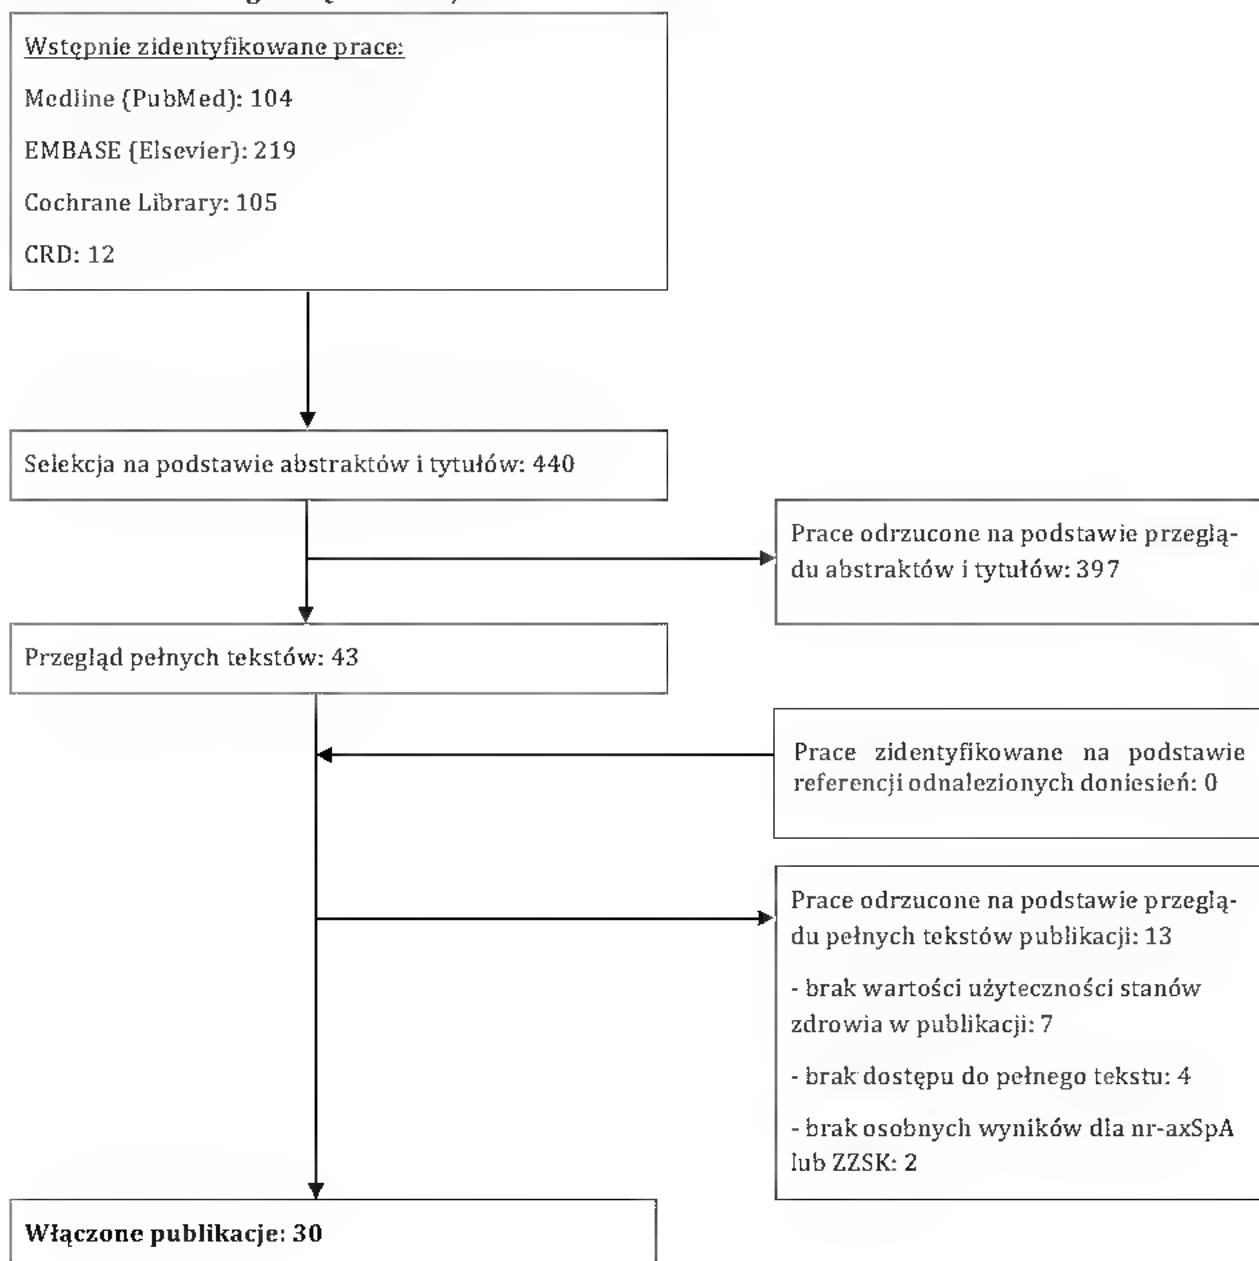 Wstępnie zidentyfikowane prace:
Medline (PubMed): 104
EMBASE (Elsevier): 219
Cochrane Library: 105
CRD: 12
Selekcja na podstawie abstraktów i tytułów: 440
Prace odrzucone na podstawie przeglą-
du abstraktów i tytułów: 397
Przegląd pełnych tekstów: 43
Prace zidentyfikowane na podstawie
referencji odnalezionych doniesień: 0
Prace odrzucone na podstawie przeglą-
du pełnych tekstów publikacji: 13
- brak wartości użyteczności stanów
zdrowia w publikacji: 7
- brak dostępu do pełnego tekstu: 4
- brak osobnych wyników dla nr-axSpA
lub ZZSK: 2
Włączone publikacje: 30